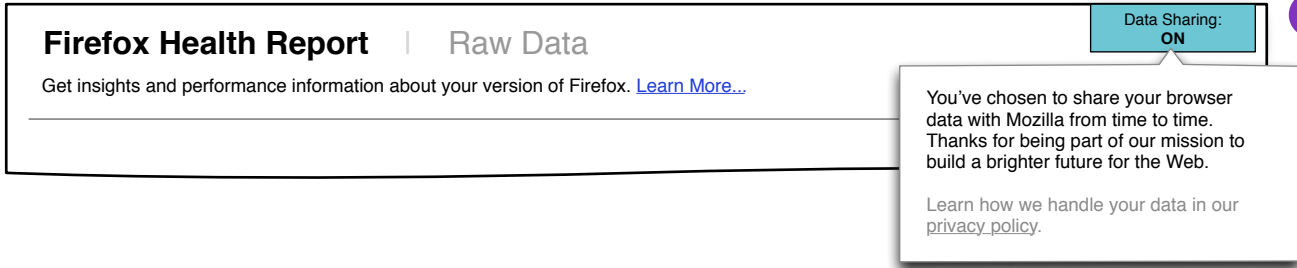 Firefox Health Report | Raw Data
Data Sharing:
ON
Get insights and performance information about your version of Firefox. Learn More...
You’ve chosen to share your browser
data with Mozilla from time to time.
Thanks for being part of our mission to
build a brighter future for the Web.
Learn how we handle your data in our
privacy policy.